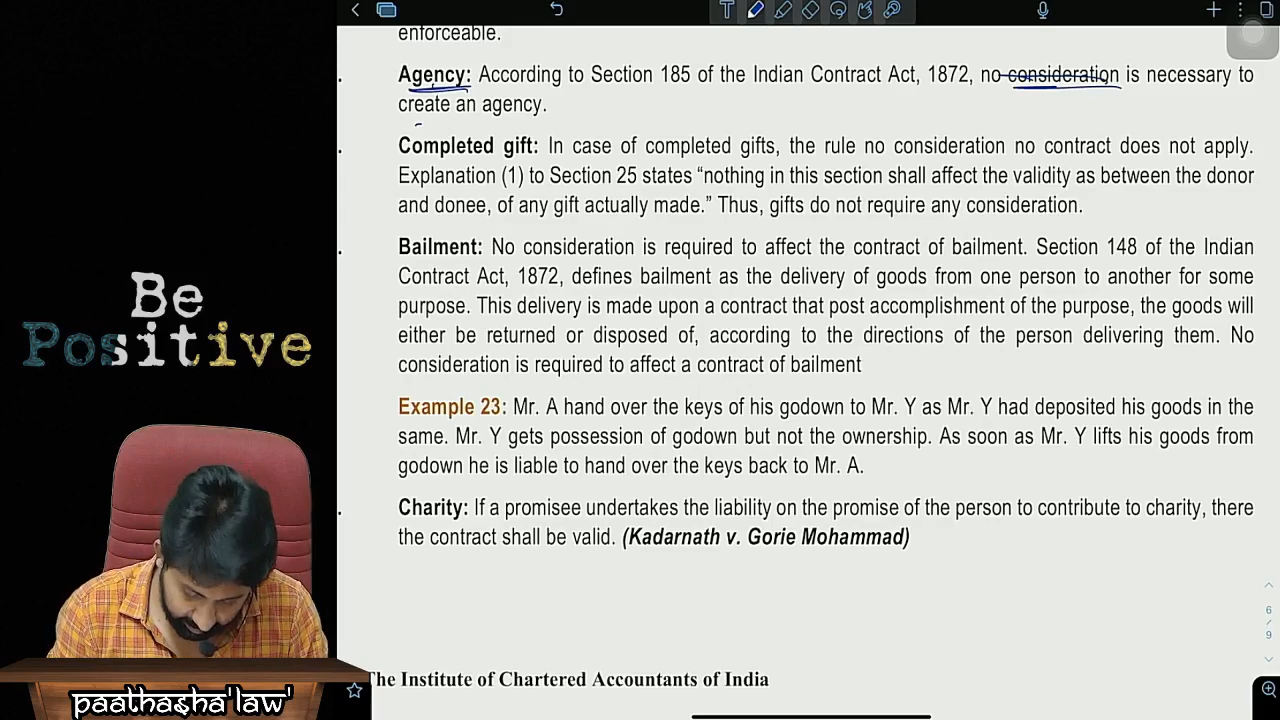 enforceable.
Agency: According to Section 185 of the Indian Contract Act, 1872, no consideration is necessary to
create an agency.
Completed gift: In case of completed gifts, the rule no consideration no contract does not apply.
Explanation (1) to Section 25 states “nothing in this section shall affect the validity as between the donor
and donee, of any gift actually made.” Thus, gifts do not require any consideration.
Bailment: No consideration is required to affect the contract of bailment. Section 148 of the Indian
Contract Act, 1872, defines bailment as the delivery of goods from one person to another for some
purpose. This delivery is made upon a contract that post accomplishment of the purpose, the goods will
either be returned or disposed of, according to the directions of the person delivering them. No
consideration is required to affect a contract of bailment
Example 23: Mr. A hand over the keys of his godown to Mr. Y as Mr. Y had deposited his goods in the
same. Mr. Y gets possession of godown but not the ownership. As soon as Mr. Y lifts his goods from
godown he is liable to hand over the keys back to Mr. A.
Charity: If a promisee undertakes the liability on the promise of the person to contribute to charity, there
the contract shall be valid. (Kadarnath v. Gorie Mohammad)
The Institute of Chartered Accountants of India
6
/
9
Be
Positive
paathasha'law'